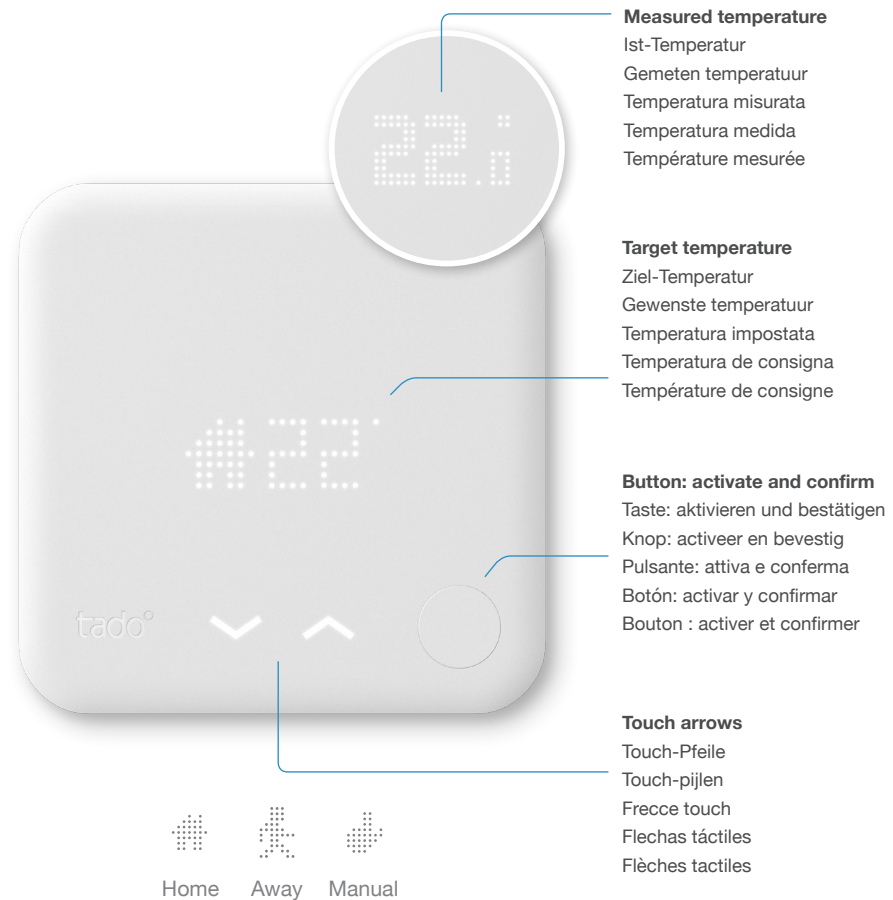 Measured temperature
Ist-Temperatur
Gemeten temperatuur
Temperatura misurata
Temperatura medida
Température mesurée
22.
Target temperature
Ziel-Temperatur
Gewenste temperatuur
Temperatura impostata
Temperatura de consigna
Température de consigne
22°
Button: activate and confirm
Taste: aktivieren und bestätigen
Knop: activeer en bevestig
Pulsante: attiva e conferma
Botón: activar y confirmar
Bouton : activer et confirmer
tado°
Touch arrows
Touch-Pfeile
Touch-pijlen
Frecce touch
Flechas táctiles
Flèches tactiles
Home Away Manual